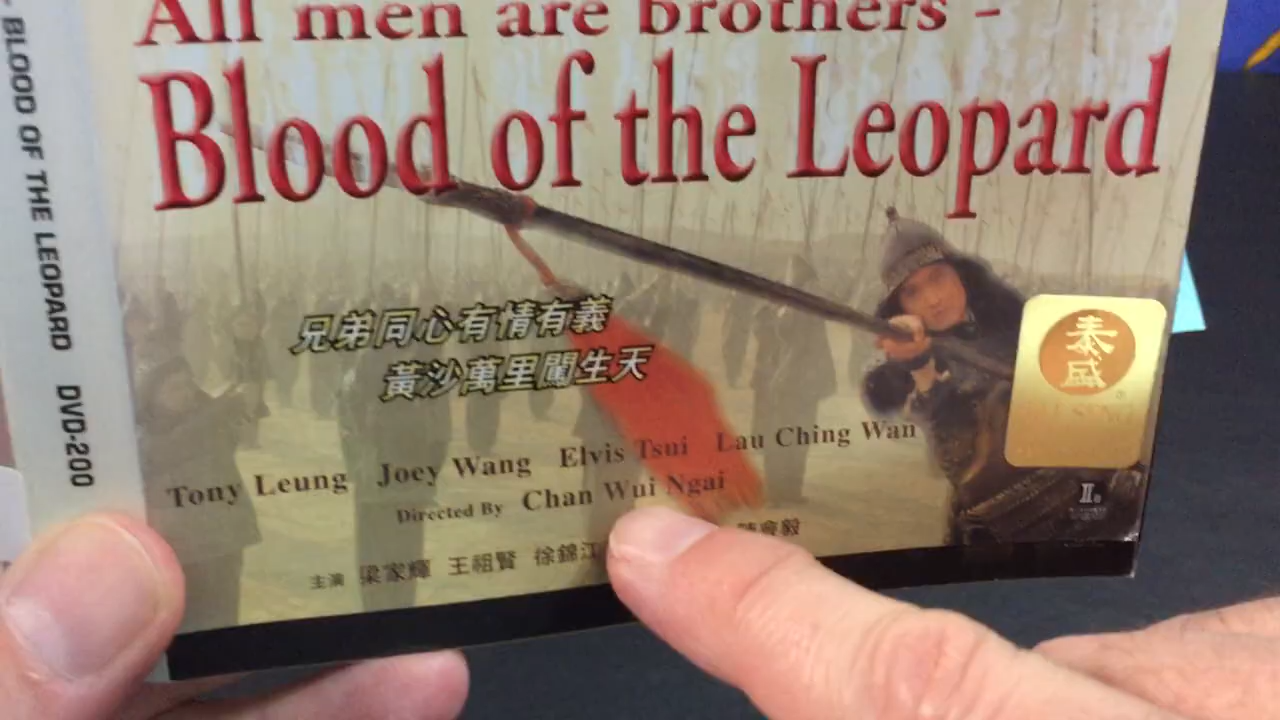 All men are brothers -
Blood of the Leopard
兄弟同心有情有義
黃沙萬里闖生天
Tony Leung Joey Wang Elvis Tsui Lau Ching Wan
Directed By Chan Wui Ngai
主演 梁家輝 王祖賢 徐錦江 陳會毅
- BLOOD OF THE LEOPARD DVD-200
泰盛
II